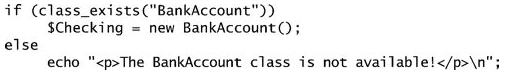 if (class_exists("BankAccount"))
     $Checking = new BankAccount();
else
     echo "<p>The BankAccount class is not available!</p>\n";